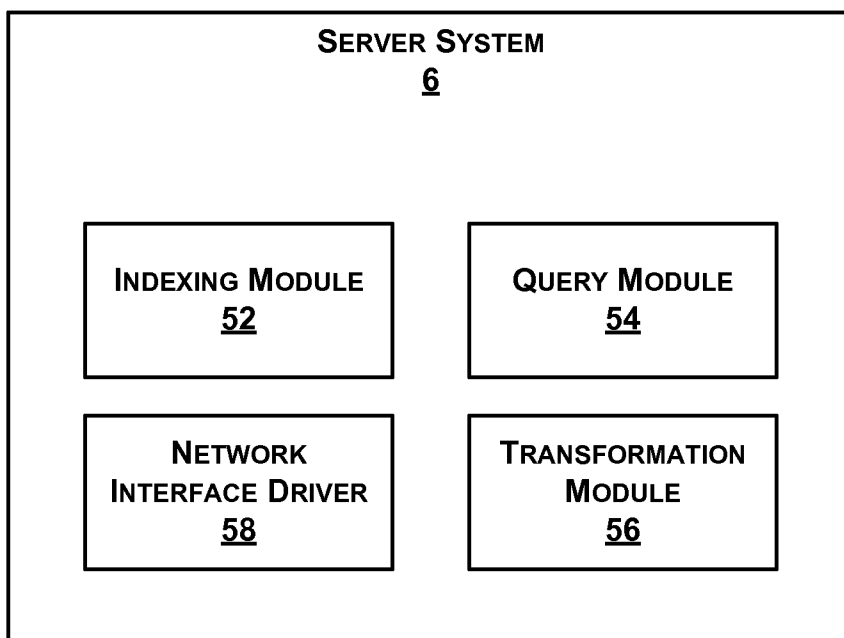 SERVER SYSTEM
6
INDEXING MODULE
52
QUERY MODULE
54
NETWORK
INTERFACE DRIVER
58
TRANSFORMATION
MODULE
56